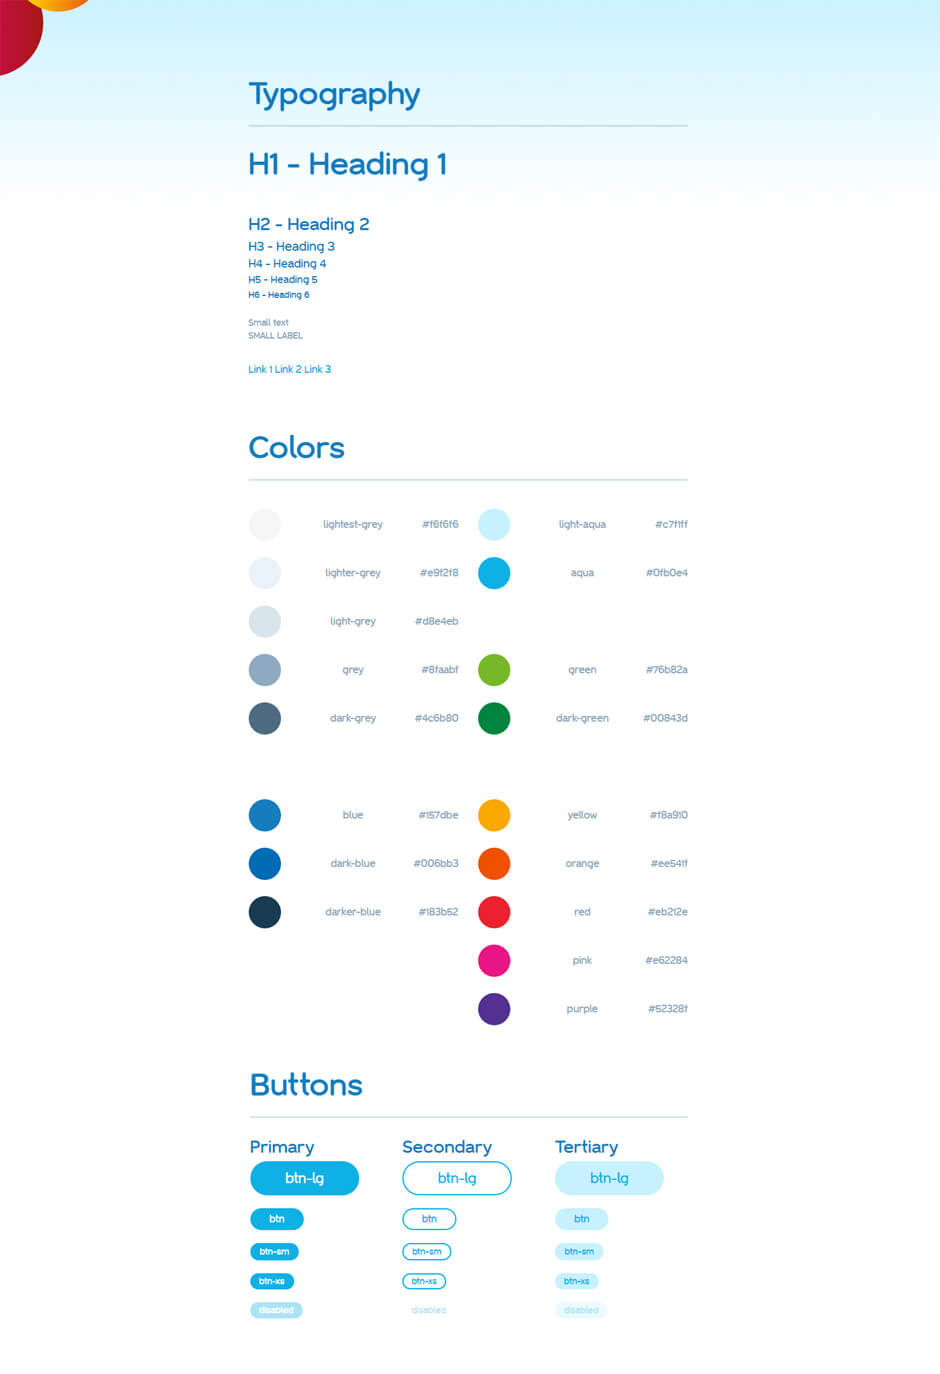 Typography
H1 - Heading 1
H2 - Heading 2
H3 - Heading 3
H4 - Heading 4
H5 - Heading 5
H6 - Heading 6
Small text
SMALL LABEL
Link 1 Link 2 Link 3
Colors
lightest-grey #f6f6f6 light-aqua #c7f1ff
lighter-grey #e9f2f8 aqua #0fb0e4
light-grey #d8e4eb
grey #8faabf green #76b82a
dark-grey #4c6b80 dark-green #00843d
blue #157dbe yellow #f8a910
dark-blue #006bb3 orange #ee541f
darker-blue #183b52 red #eb212e
pink #e62284
purple #52328f
Buttons
Primary Secondary Tertiary
btn-lg btn-lg btn-lg
btn btn btn
btn-sm btn-sm btn-sm
btn-xs btn-xs btn-xs
disabled disabled disabled